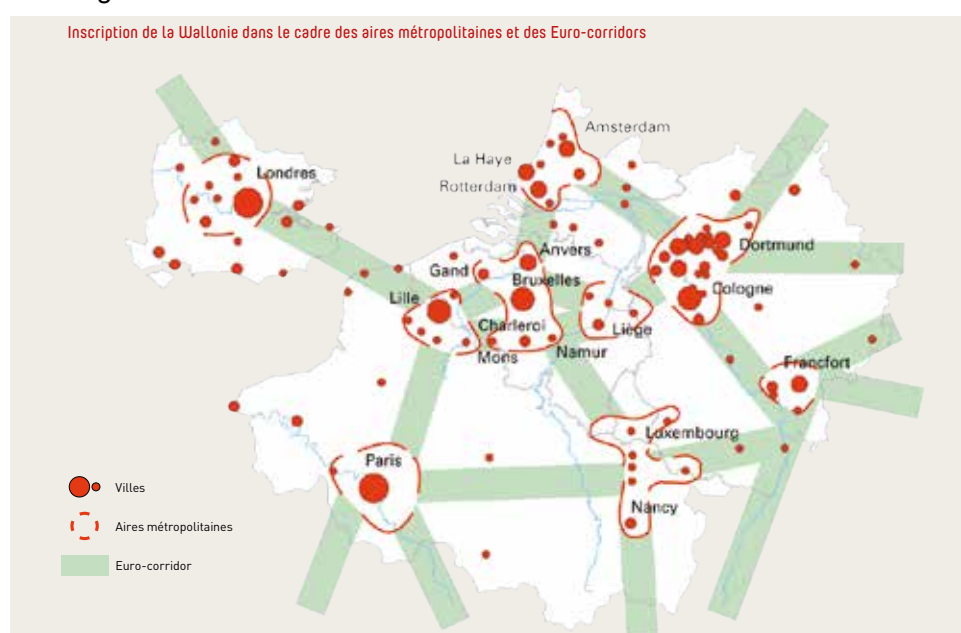 Inscription de la Wallonie dans le cadre des aires métropolitaines et des Euro-corridors
Amsterdam
La Haye
Londres
Rotterdam
Anvers
Dortmund
Gand
Bruxelles
Cologne
Lille
Charleroi
Liège
Mons
Namur
Francfort
Luxembourg
Paris
Villes
Nancy
Aires métropolitaines
Euro-corridor